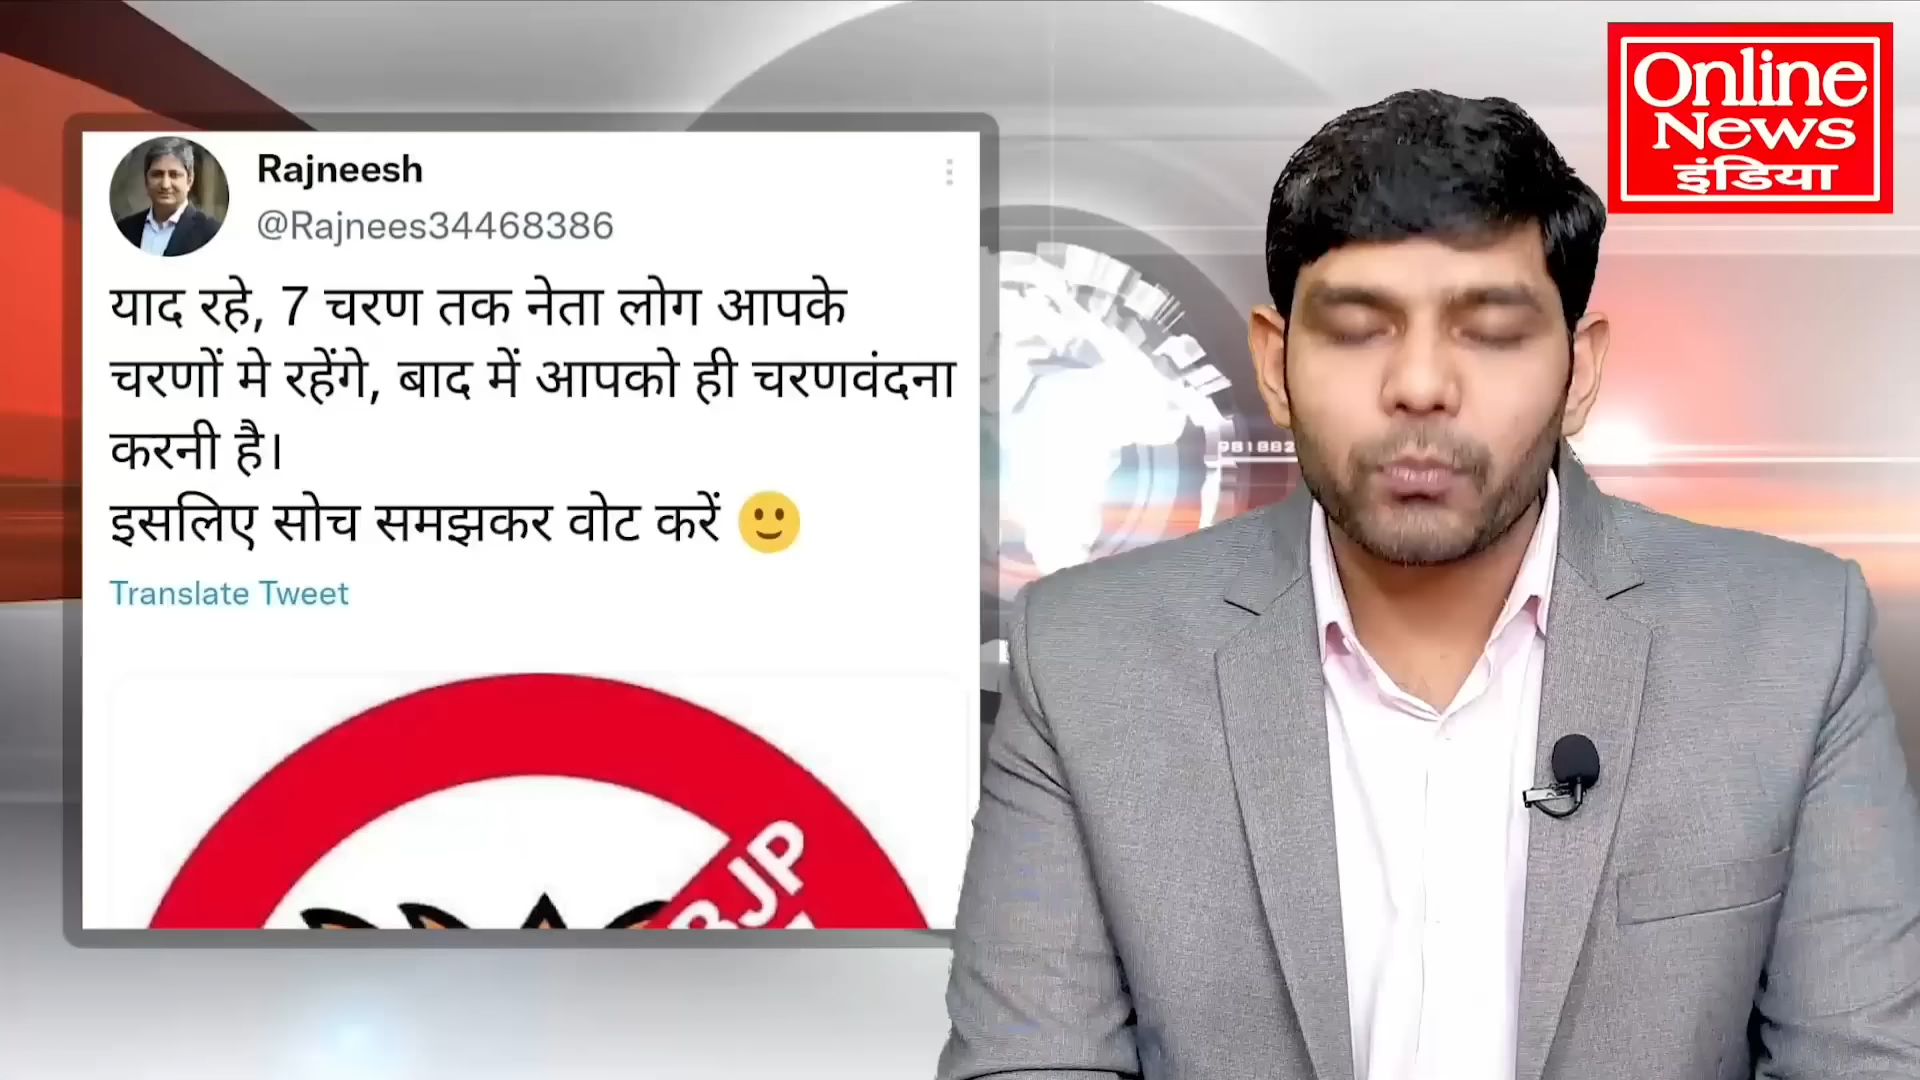 Rajneesh
@Rajnees34468386
याद रहे, 7 चरण तक नेता लोग आपके
चरणों मे रहेंगे, बाद में आपको ही चरणवंदना
करनी है।
इसलिए सोच समझकर वोट करें 🙂
Translate Tweet
BJP
Online
News
इंडिया
981882